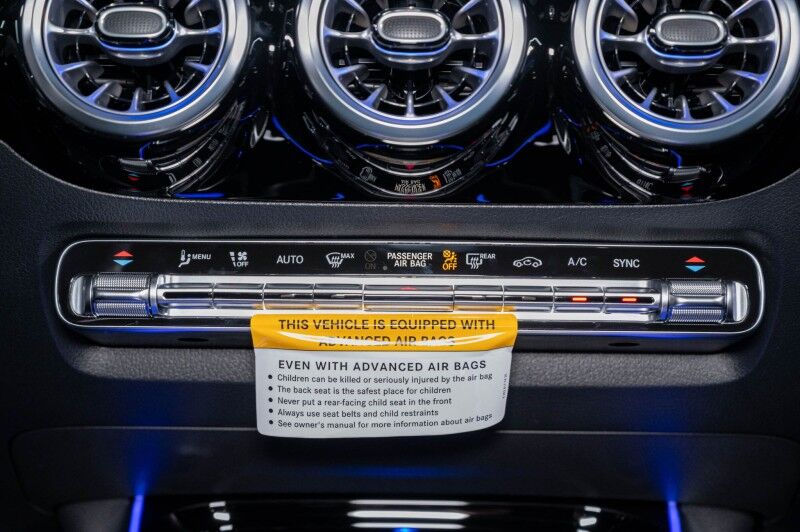 MENU OFF AUTO MAX ON PASSENGER AIR BAG OFF REAR A/C SYNC
THIS VEHICLE IS EQUIPPED WITH
ADVANCED AIR BAGS
EVEN WITH ADVANCED AIR BAGS
• Children can be killed or seriously injured by the air bag
• The back seat is the safest place for children
• Never put a rear-facing child seat in the front
• Always use seat belts and child restraints
• See owner's manual for more information about air bags